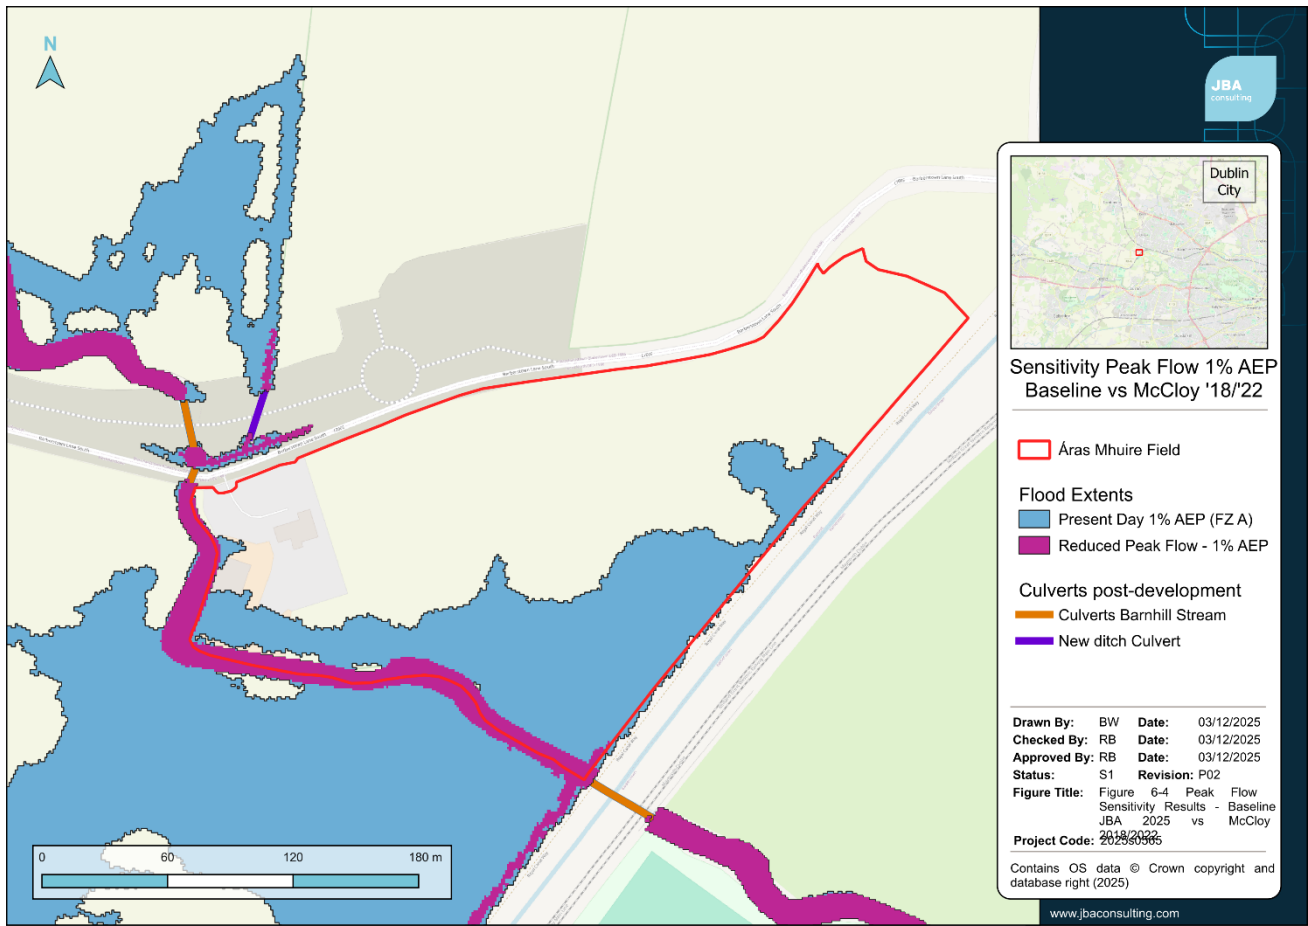 N
JBA
consulting
Dublin
City
Sensitivity Peak Flow 1% AEP
Baseline vs McCloy '18/'22
Áras Mhuire Field
Flood Extents
Present Day 1% AEP (FZ A)
Reduced Peak Flow - 1% AEP
Culverts post-development
Culverts Barnhill Stream
New ditch Culvert
Drawn By: BW Date: 03/12/2025
Checked By: RB Date: 03/12/2025
Approved By: RB Date: 03/12/2025
Status: S1 Revision: P02
Figure Title: Figure 6-4 Peak Flow
Sensitivity Results - Baseline
JBA 2025 vs McCloy
2018/2022
Project Code: 2025s0565
Contains OS data © Crown copyright and
database right (2025)
www.jbaconsulting.com
0 60 120 180 m